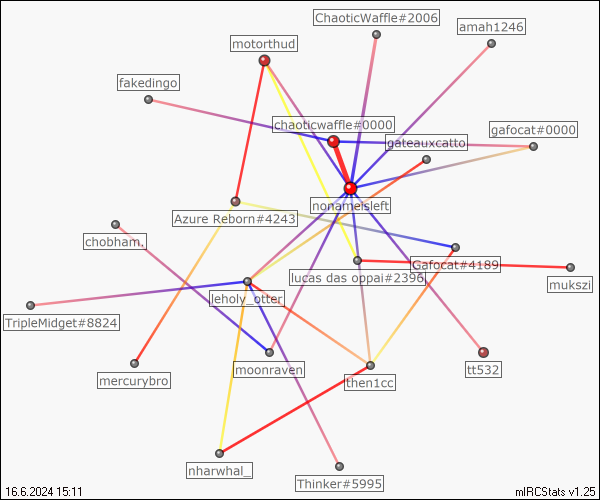 ChaoticWaffle#2006
amah1246
motorthud
fakedingo
chaoticwaffle#0000
gafocat#0000
gateauxcatto
nonameisleft
Azure Reborn#4243
chobham.
Gafocat#4189
lucas das oppai#2396
mukszi
leholy_otter
TripleMidget#8824
moonraven
tt532
mercurybro
then1cc
nharwhal_
Thinker#5995
16.6.2024 15:11
mIRCStats v1.25